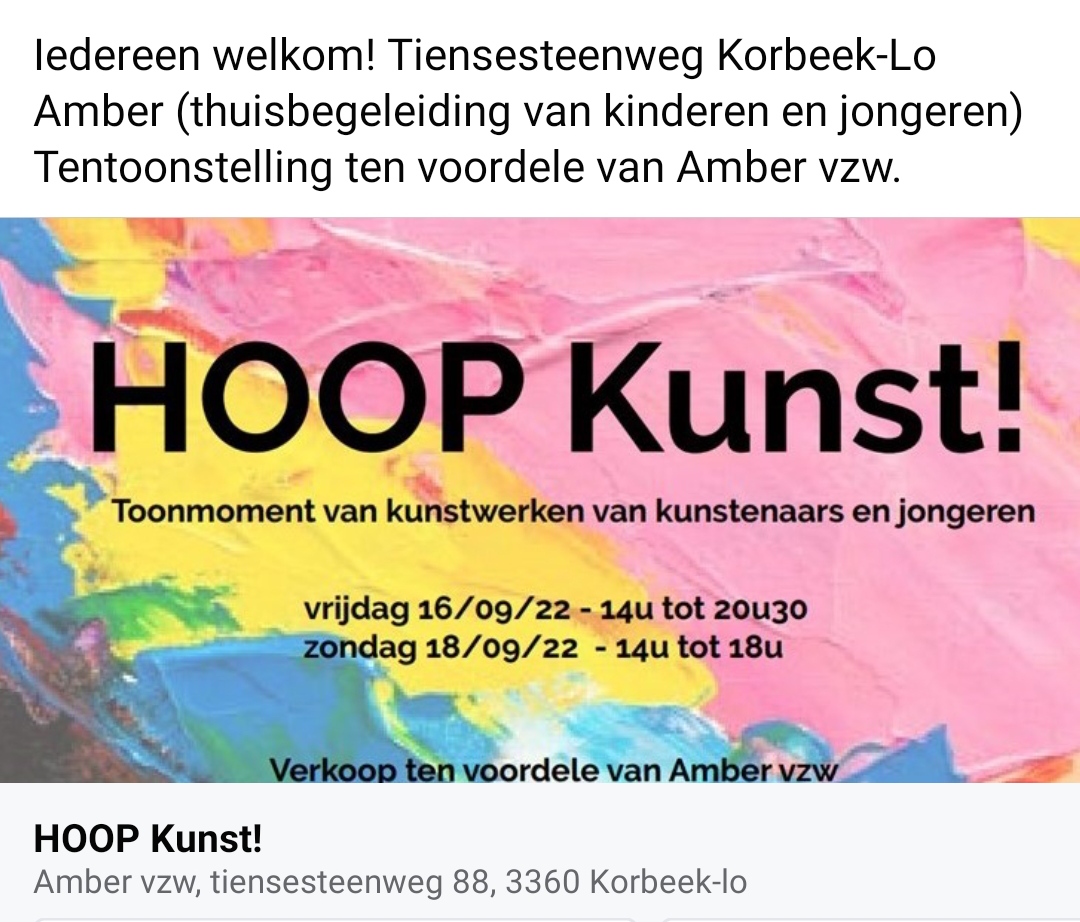 Iedereen welkom! Tiensesteenweg Korbeek-Lo
Amber (thuisbegeleiding van kinderen en jongeren)
Tentoonstelling ten voordele van Amber vzw.
HOOP Kunst!
Toonmoment van kunstwerken van kunstenaars en jongeren
vrijdag 16/09/22 - 14u tot 20u30
zondag 18/09/22 - 14u tot 18u
Verkoop ten voordele van Amber vzw
HOOP Kunst!
Amber vzw, tiensesteenweg 88, 3360 Korbeek-lo